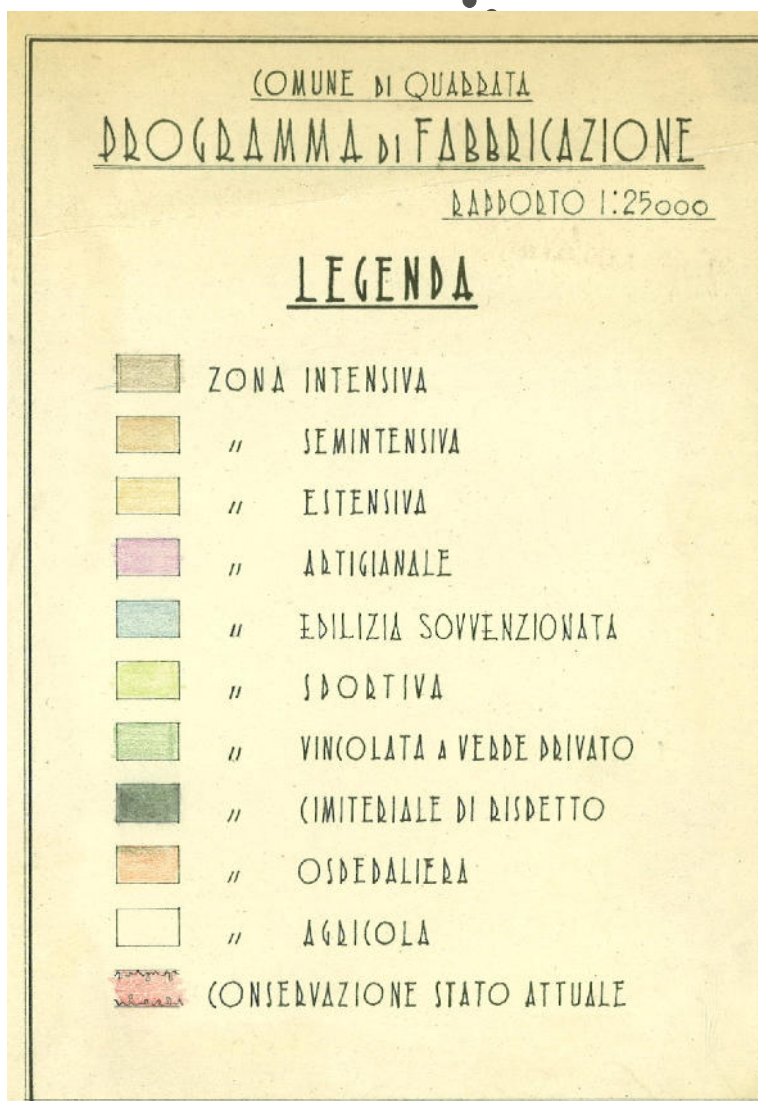 COMUNE DI QUARRATA
PROGRAMMA DI FABBRICAZIONE
RAPPORTO 1:25000
LEGENDA
ZONA INTENSIVA
" SEMINTENSIVA
" ESTENSIVA
" ARTIGIANALE
" EDILIZIA SOVVENZIONATA
" SPORTIVA
" VINCOLATA A VERDE PRIVATO
" CIMITERIALE DI RISPETTO
" OSPEDALIERA
" AGRICOLA
CONSERVAZIONE STATO ATTUALE